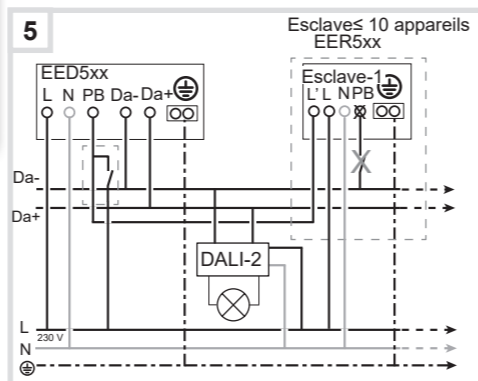 5
Esclave≤ 10 appareils
EER5xx
EED5xx
L N PB Da- Da+
Esclave-1
L' L N PB
Da-
Da+
DALI-2
L
230 V
N